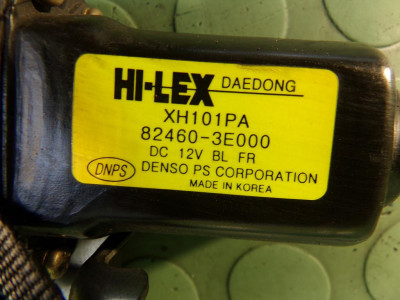 HI-LEX DAEDONG
XH101PA
82460-3E000
DC 12V BL FR
DNPS DENSO PS CORPORATION
MADE IN KOREA